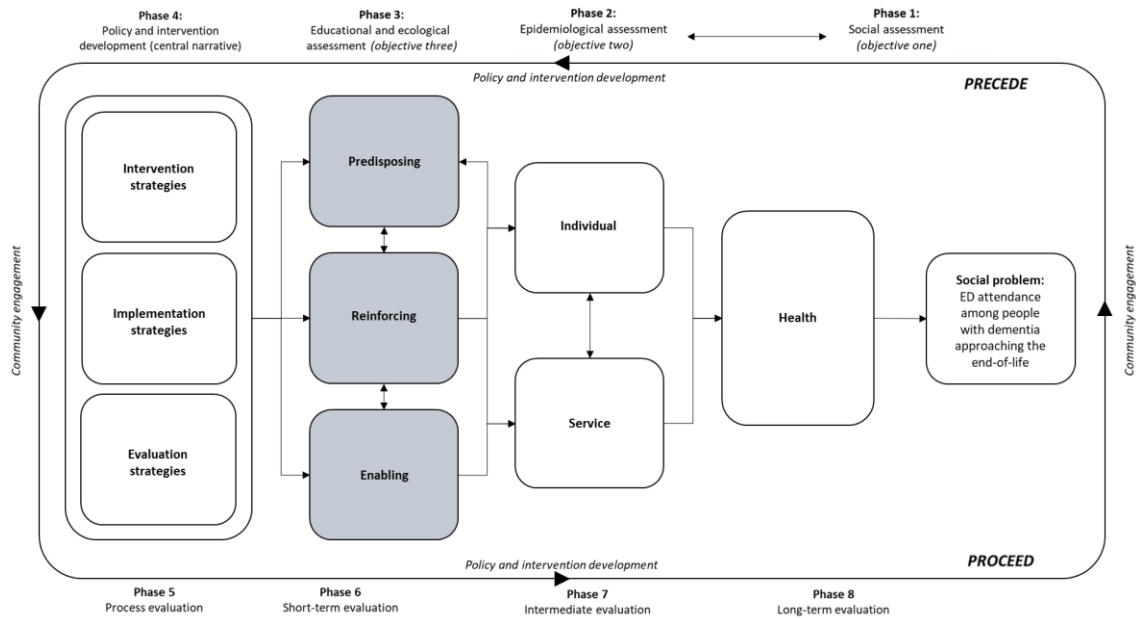 Phase 4:
Policy and intervention
development (central narrative)
Phase 3:
Educational and ecological
assessment (objective three)
Phase 2:
Epidemiological assessment
(objective two)
Phase 1:
Social assessment
(objective one)
Policy and intervention development
PRECEDE
Community engagement
Intervention
strategies
Implementation
strategies
Evaluation
strategies
Predisposing
Reinforcing
Enabling
Individual
Service
Health
Social problem:
ED attendance
among people
with dementia
approaching the
end-of-life
Community engagement
Policy and intervention development
PROCEED
Phase 5
Process evaluation
Phase 6
Short-term evaluation
Phase 7
Intermediate evaluation
Phase 8
Long-term evaluation